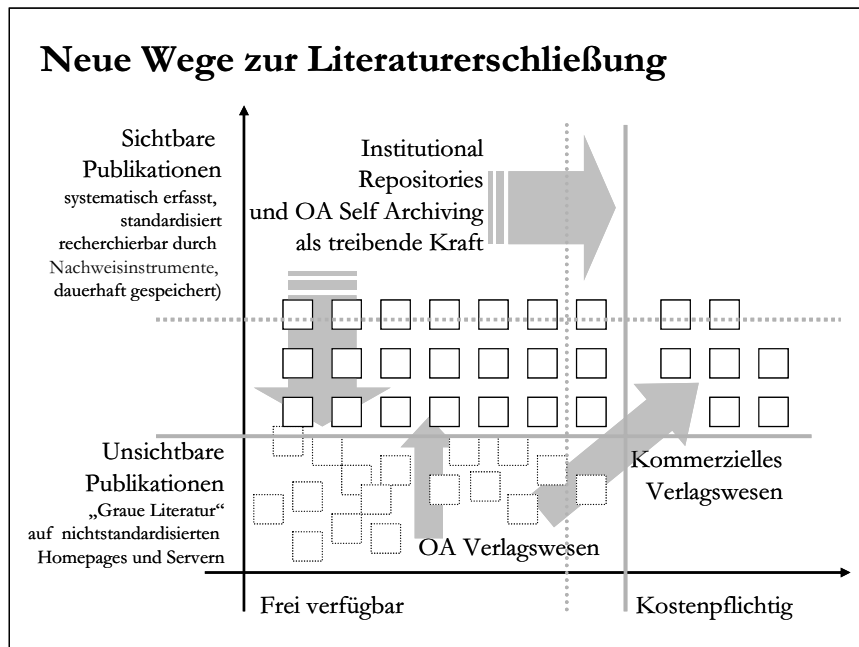 Neue Wege zur Literaturerschließung
Sichtbare
Publikationen
systematisch erfasst,
standardisiert
recherchierbar durch
Nachweisinstrumente,
dauerhaft gespeichert)
Institutional
Repositories
und OA Self Archiving
als treibende Kraft
Unsichtbare
Publikationen
„Graue Literatur“
auf nichtstandardisierten
Homepages und Servern
Kommerzielles
Verlagswesen
OA Verlagswesen
Frei verfügbar
Kostenpflichtig